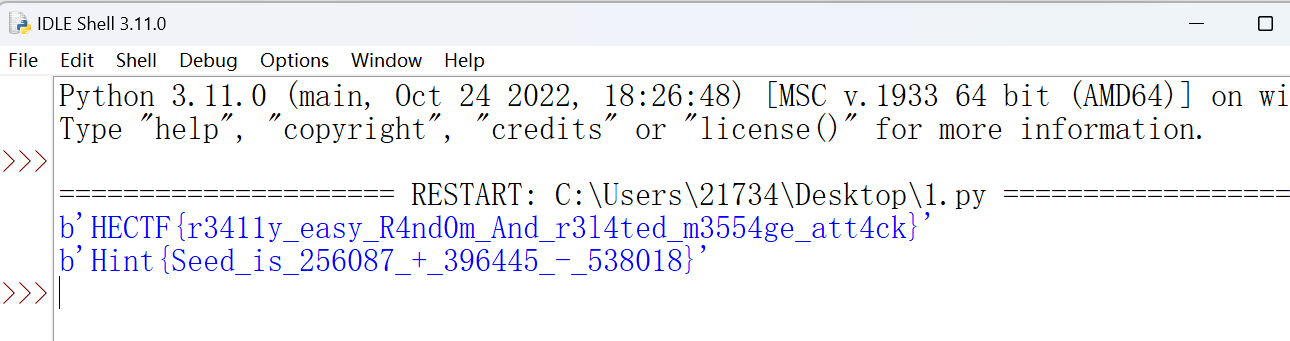 IDLE Shell 3.11.0
File Edit Shell Debug Options Window Help
Python 3.11.0 (main, Oct 24 2022, 18:26:48) [MSC v.1933 64 bit (AMD64)] on wi
Type "help", "copyright", "credits" or "license()" for more information.
>>>
===================== RESTART: C:\Users\21734\Desktop\1.py ==================
b'HECTF{r3411y_easy_R4nd0m_And_r3l4ted_m3554ge_att4ck}'
b'Hint{Seed_is_256087_+_396445_-_538018}'
>>>